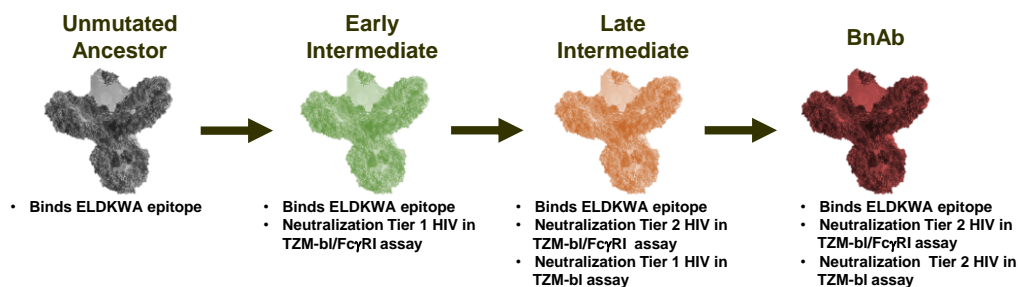 Unmutated
Ancestor
Early
Intermediate
Late
Intermediate
BnAb
• Binds ELDKWA epitope
• Binds ELDKWA epitope
• Neutralization Tier 1 HIV in
TZM-bl/FcγRI assay
• Binds ELDKWA epitope
• Neutralization Tier 2 HIV in
TZM-bl/FcγRI assay
• Neutralization Tier 1 HIV in
TZM-bl assay
• Binds ELDKWA epitope
• Neutralization Tier 2 HIV in
TZM-bl/FcγRI assay
• Neutralization Tier 2 HIV in
TZM-bl assay